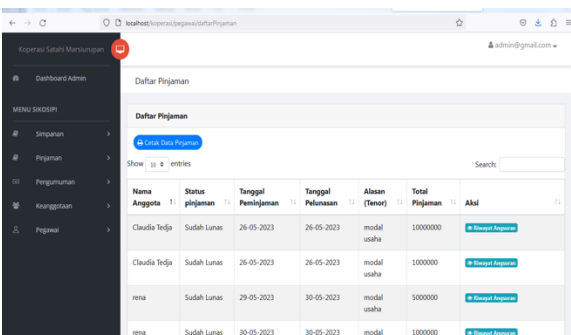 localhost/koperasi/pegawai/daftarPinjaman
Koperasi Satahi Marsiurupan
admin@gmail.com
Dashboard Admin
Daftar Pinjaman
MENU SIKOSIPI
Simpanan
Pinjaman
Pengumuman
Keanggotaan
Pegawai
Daftar Pinjaman
Cetak Data Pinjaman
Show 10 entries
Search:
Nama Anggota Status pinjaman Tanggal Peminjaman Tanggal Pelunasan Alasan (Tenor) Total Pinjaman Aksi
Claudia Tedja Sudah Lunas 26-05-2023 26-05-2023 modal usaha 10000000 Riwayat Angsuran
Claudia Tedja Sudah Lunas 26-05-2023 26-05-2023 modal usaha 1000000 Riwayat Angsuran
rena Sudah Lunas 29-05-2023 30-05-2023 modal usaha 5000000 Riwayat Angsuran
rena Sudah Lunas 30-05-2023 30-05-2023 modal 1000000 Riwayat Angsuran